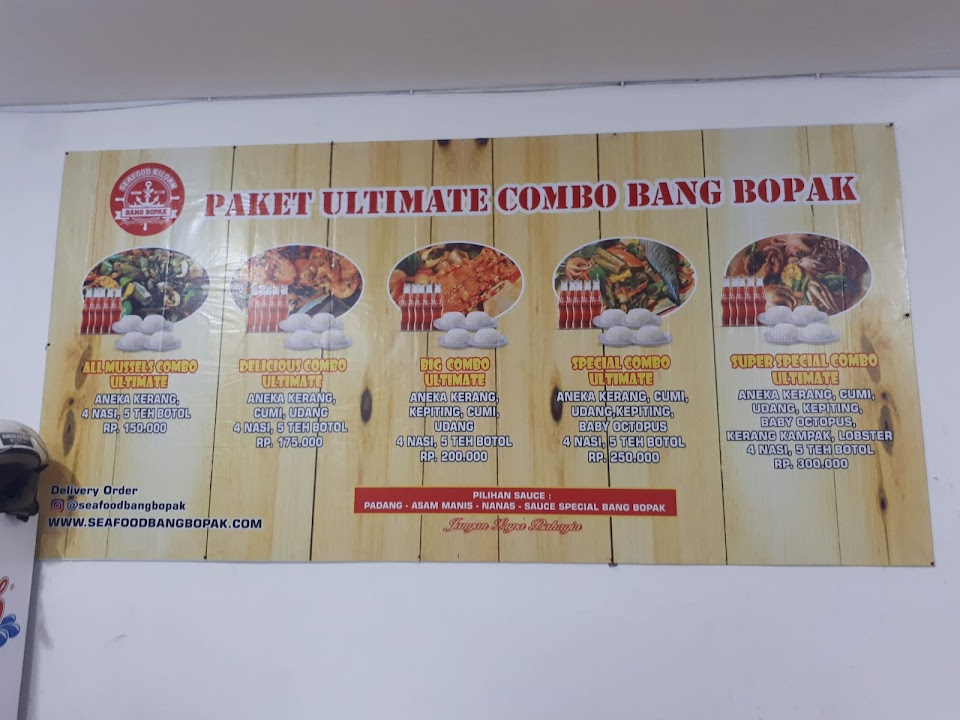 SEAFOOD KILOAN
BANG BOPAK
PAKET ULTIMATE COMBO BANG BOPAK
ALL MUSSELS COMBO
ULTIMATE
ANEKA KERANG,
4 NASI, 5 TEH BOTOL
RP. 150.000
DELICIOUS COMBO
ULTIMATE
ANEKA KERANG,
CUMI, UDANG
4 NASI, 5 TEH BOTOL
RP. 175.000
BIG COMBO
ULTIMATE
ANEKA KERANG,
KEPITING, CUMI,
UDANG
4 NASI, 5 TEH BOTOL
RP. 200.000
SPECIAL COMBO
ULTIMATE
ANEKA KERANG, CUMI,
UDANG,KEPITING,
BABY OCTOPUS
4 NASI, 5 TEH BOTOL
RP. 250.000
SUPER SPECIAL COMBO
ULTIMATE
ANEKA KERANG, CUMI,
UDANG, KEPITING,
BABY OCTOPUS,
KERANG KAMPAK, LOBSTER
4 NASI, 5 TEH BOTOL
RP. 300.000
Delivery Order
@seafoodbangbopak
WWW.SEAFOODBANGBOPAK.COM
PILIHAN SAUCE :
PADANG - ASAM MANIS - NANAS - SAUCE SPECIAL BANG BOPAK
Jangan Lupa Bahagia